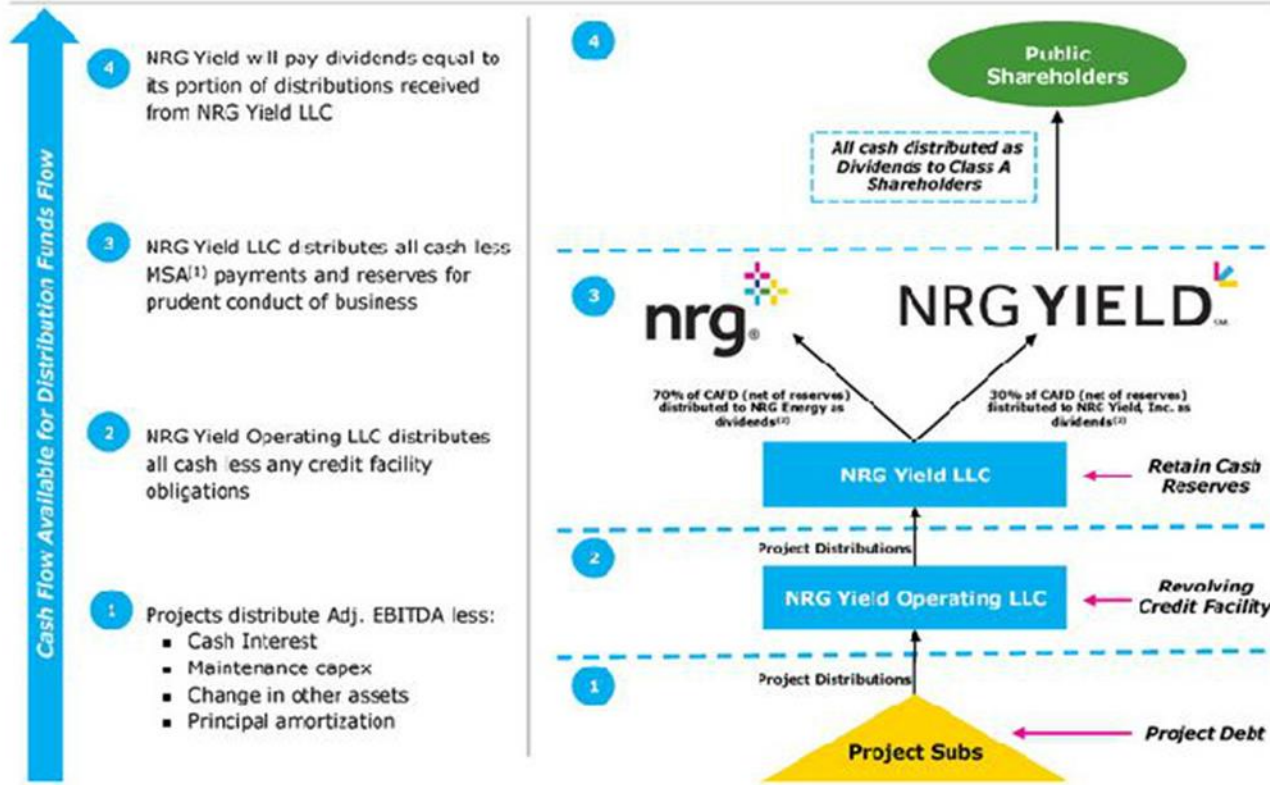 Cash Flow Available for Distribution Funds Flow
4
NRG Yield will pay dividends equal to
its portion of distributions received
from NRG Yield LLC
3
NRG Yield LLC distributes all cash less
MSA(1) payments and reserves for
prudent conduct of business
2
NRG Yield Operating LLC distributes
all cash less any credit facility
obligations
1
Projects distribute Adj. EBITDA less:
▪ Cash Interest
▪ Maintenance capex
▪ Change in other assets
▪ Principal amortization
4
Public
Shareholders
All cash distributed as
Dividends to Class A
Shareholders
3
nrg®
NRG YIELD℠
70% of CAFD (net of reserves)
distributed to NRG Energy as
dividends(2)
30% of CAFD (net of reserves)
distributed to NRG Yield, Inc. as
dividends(2)
NRG Yield LLC
Retain Cash
Reserves
2
Project Distributions
NRG Yield Operating LLC
Revolving
Credit Facility
1
Project Distributions
Project Subs
Project Debt